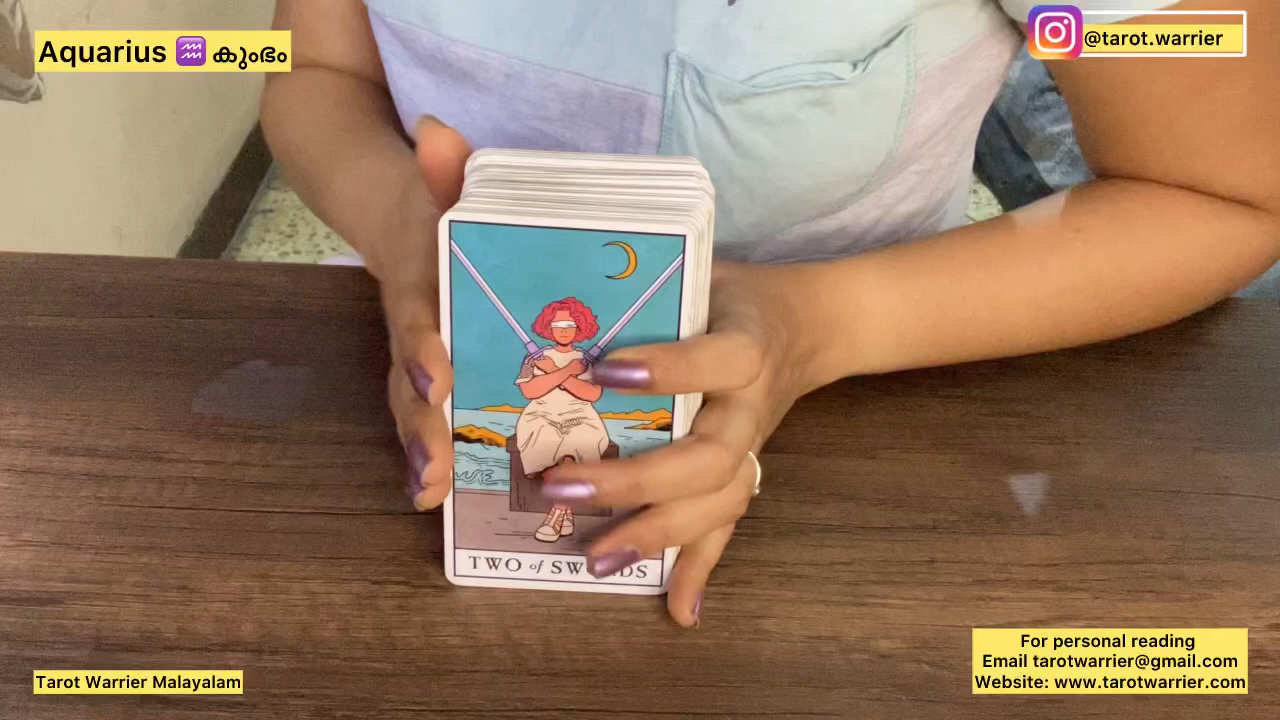 Aquarius ♒ കുംഭം
@tarot.warrier
TWO of SW DS
Tarot Warrier Malayalam
For personal reading
Email tarotwarrier@gmail.com
Website: www.tarotwarrier.com